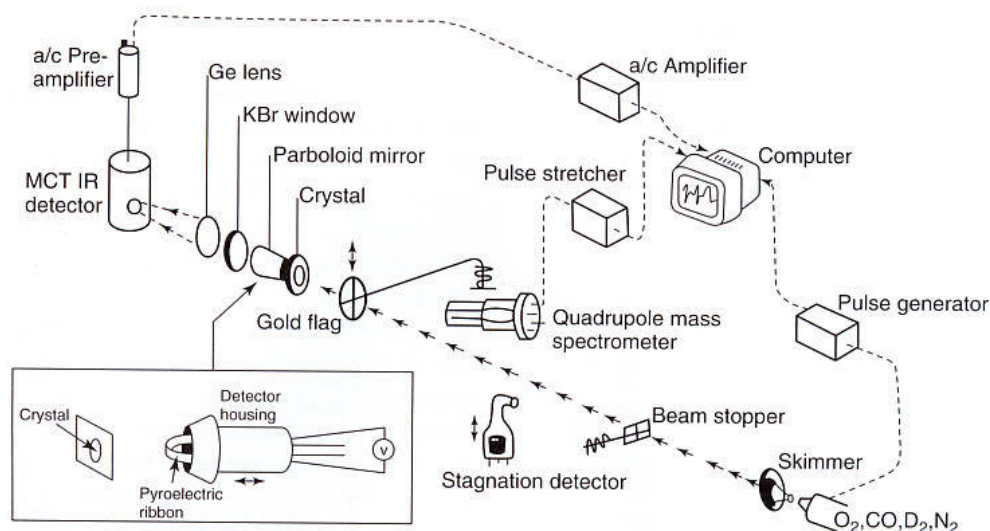 a/c Pre-
amplifier
Ge lens
KBr window
Parboloid mirror
Crystal
MCT IR
detector
a/c Amplifier
Computer
Pulse stretcher
Gold flag
Quadrupole mass
spectrometer
Pulse generator
Crystal
Detector
housing
V
Pyroelectric
ribbon
Stagnation detector
Beam stopper
Skimmer
O₂,CO,D₂,N₂